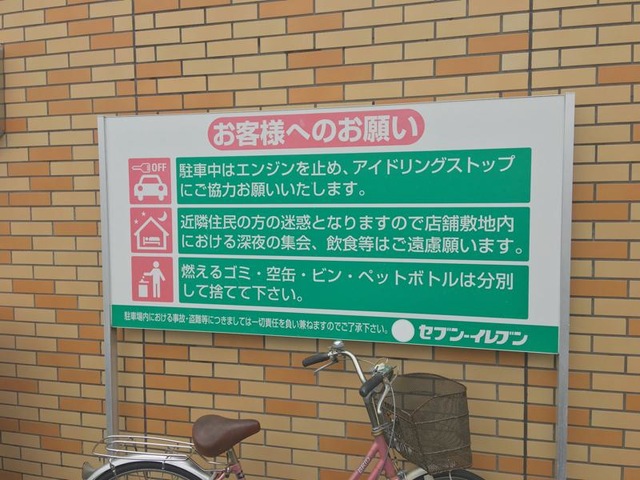 お客様へのお願い
OFF
駐車中はエンジンを止め、アイドリングストップ
にご協力お願いいたします。
近隣住民の方の迷惑となりますので店舗敷地内
における深夜の集会、飲食等はご遠慮願います。
燃えるゴミ・空缶・ビン・ペットボトルは分別
して捨てて下さい。
駐車場内における事故・盗難等につきましては一切責任を負い兼ねますのでご了承下さい。
セブン-イレブン